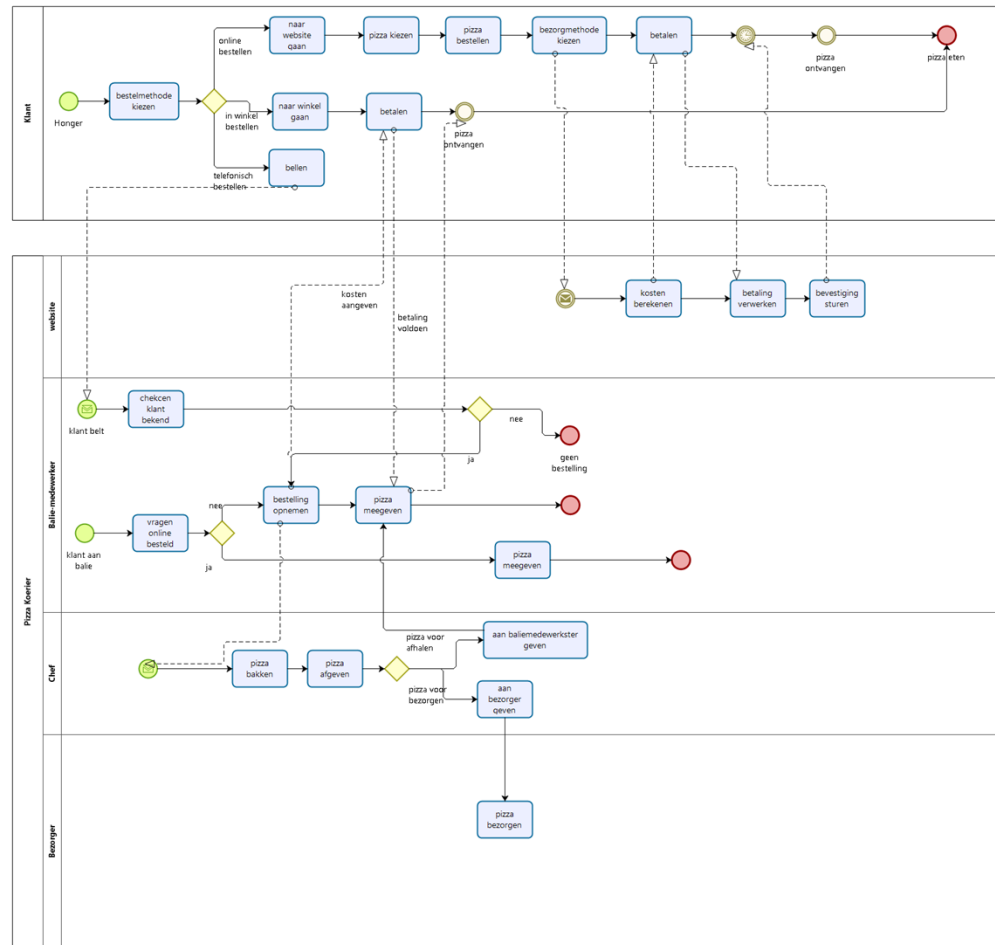 Klant
Honger
bestelmethode
kiezen
online
bestellen
in winkel
bestellen
telefonisch
bestellen
naar
website
gaan
pizza kiezen
pizza
bestellen
bezorgmethode
kiezen
betalen
pizza
ontvangen
pizza eten
naar winkel
gaan
betalen
pizza
ontvangen
bellen
Pizza Koerier
website
kosten
aangeven
betaling
voldoen
kosten
berekenen
betaling
verwerken
bevestiging
sturen
Balie-medewerker
klant belt
chekcen
klant
bekend
nee
ja
geen
bestelling
klant aan
balie
vragen
online
besteld
nee
ja
bestelling
opnemen
pizza
meegeven
pizza
meegeven
Chef
pizza
bakken
pizza
afgeven
pizza voor
afhalen
pizza voor
bezorgen
aan baliemedewerkster
geven
aan
bezorger
geven
Bezorger
pizza
bezorgen